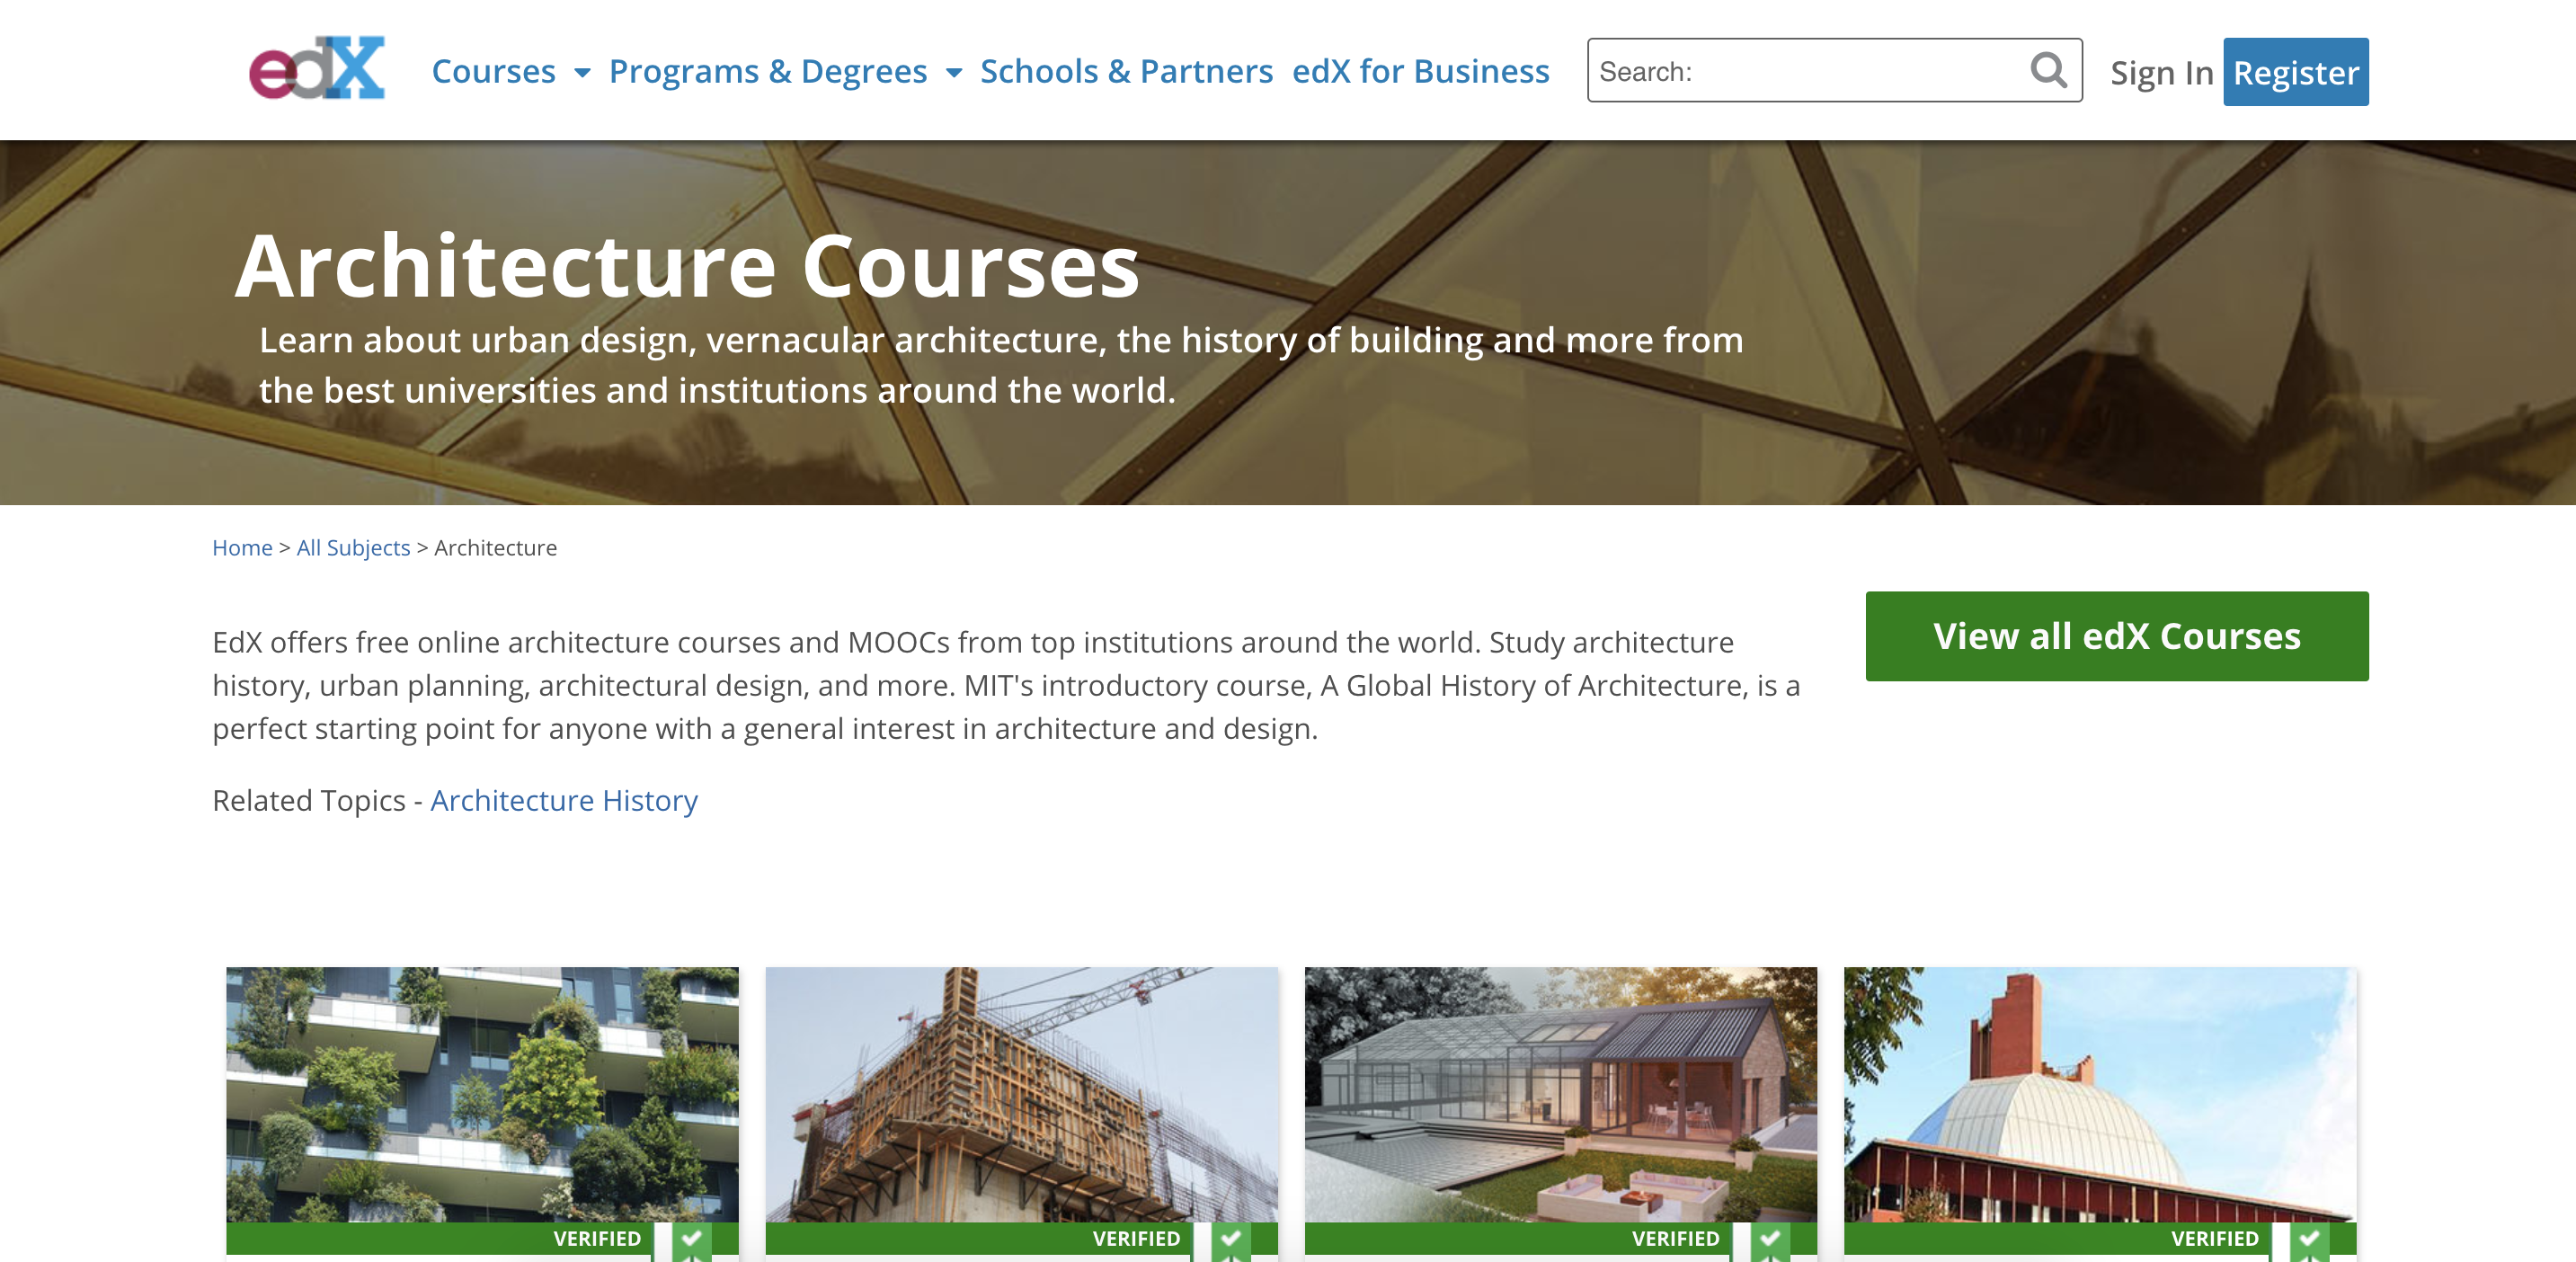 edX
Courses
Programs & Degrees
Schools & Partners
edX for Business
Search:
Sign In
Register
Architecture Courses
Learn about urban design, vernacular architecture, the history of building and more from
the best universities and institutions around the world.
Home > All Subjects > Architecture
EdX offers free online architecture courses and MOOCs from top institutions around the world. Study architecture
history, urban planning, architectural design, and more. MIT's introductory course, A Global History of Architecture, is a
perfect starting point for anyone with a general interest in architecture and design.
View all edX Courses
Related Topics - Architecture History
VERIFIED
VERIFIED
VERIFIED
VERIFIED